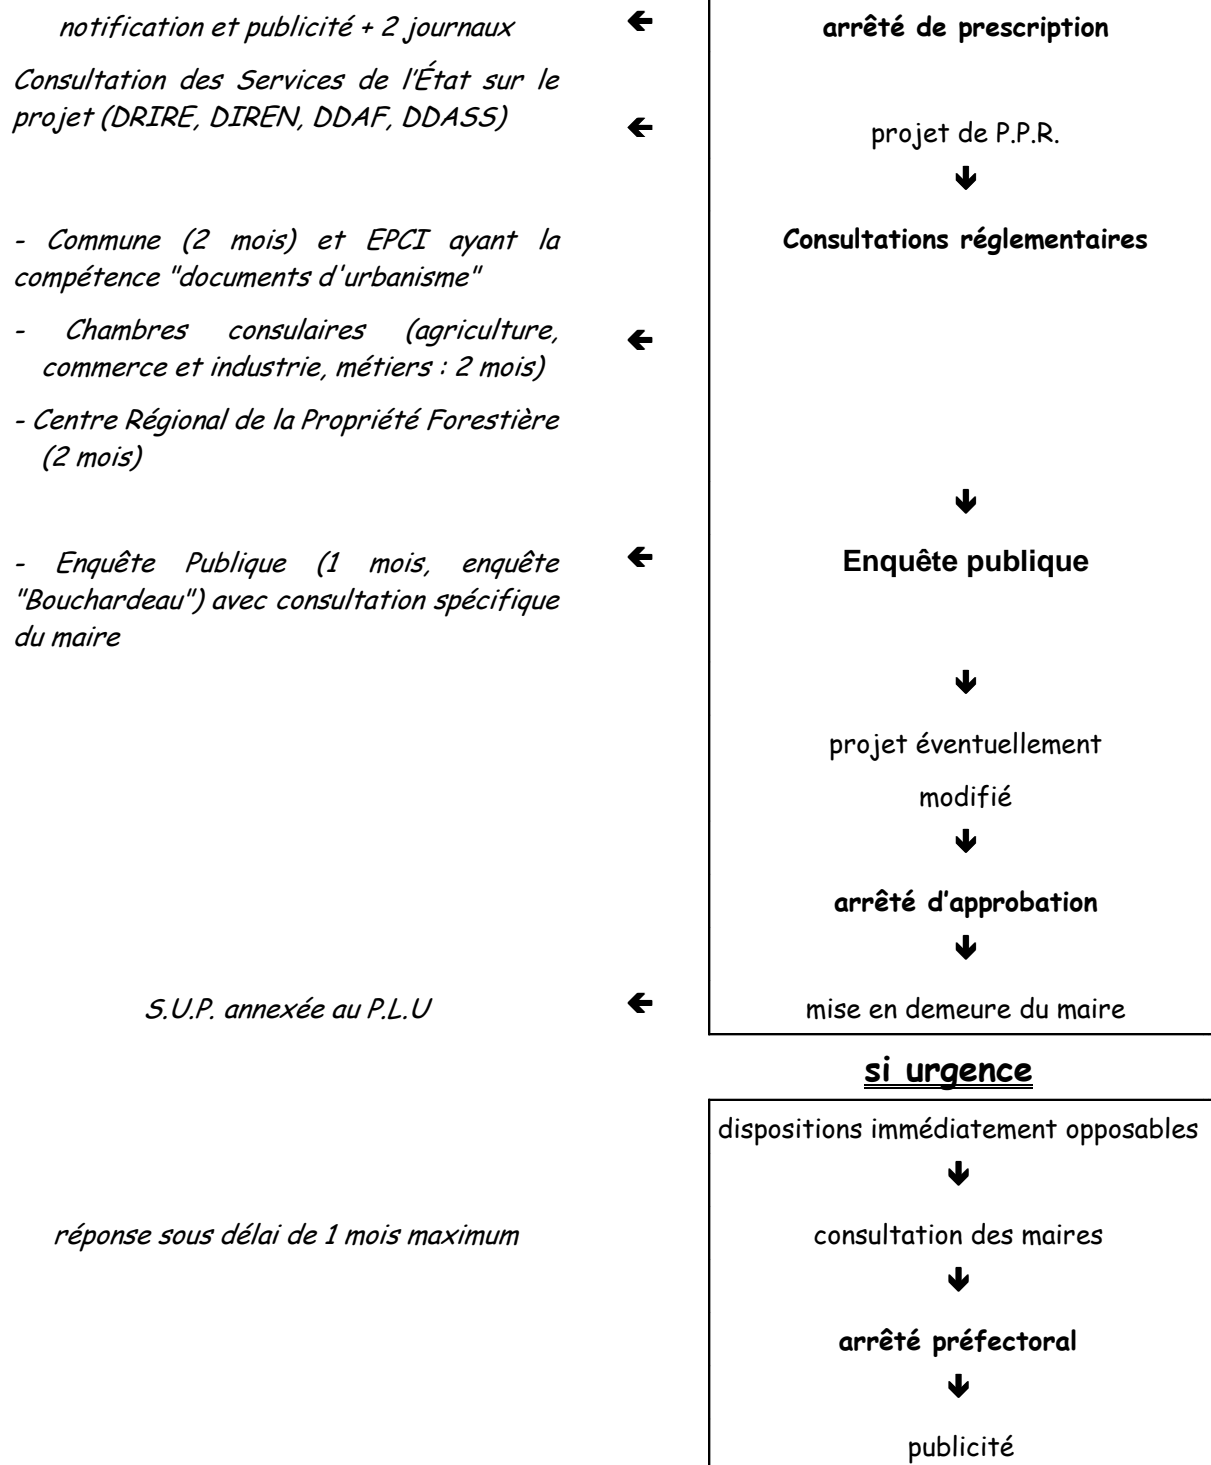 notification et publicité + 2 journaux
arrêté de prescription
Consultation des Services de l'État sur le
projet (DRIRE, DIREN, DDAF, DDASS)
projet de P.P.R.
- Commune (2 mois) et EPCI ayant la
compétence "documents d'urbanisme"
Consultations réglementaires
- Chambres consulaires (agriculture,
commerce et industrie, métiers : 2 mois)
- Centre Régional de la Propriété Forestière
(2 mois)
- Enquête Publique (1 mois, enquête
"Bouchardeau") avec consultation spécifique
du maire
Enquête publique
projet éventuellement
modifié
arrêté d'approbation
S.U.P. annexée au P.L.U
mise en demeure du maire
si urgence
dispositions immédiatement opposables
réponse sous délai de 1 mois maximum
consultation des maires
arrêté préfectoral
publicité